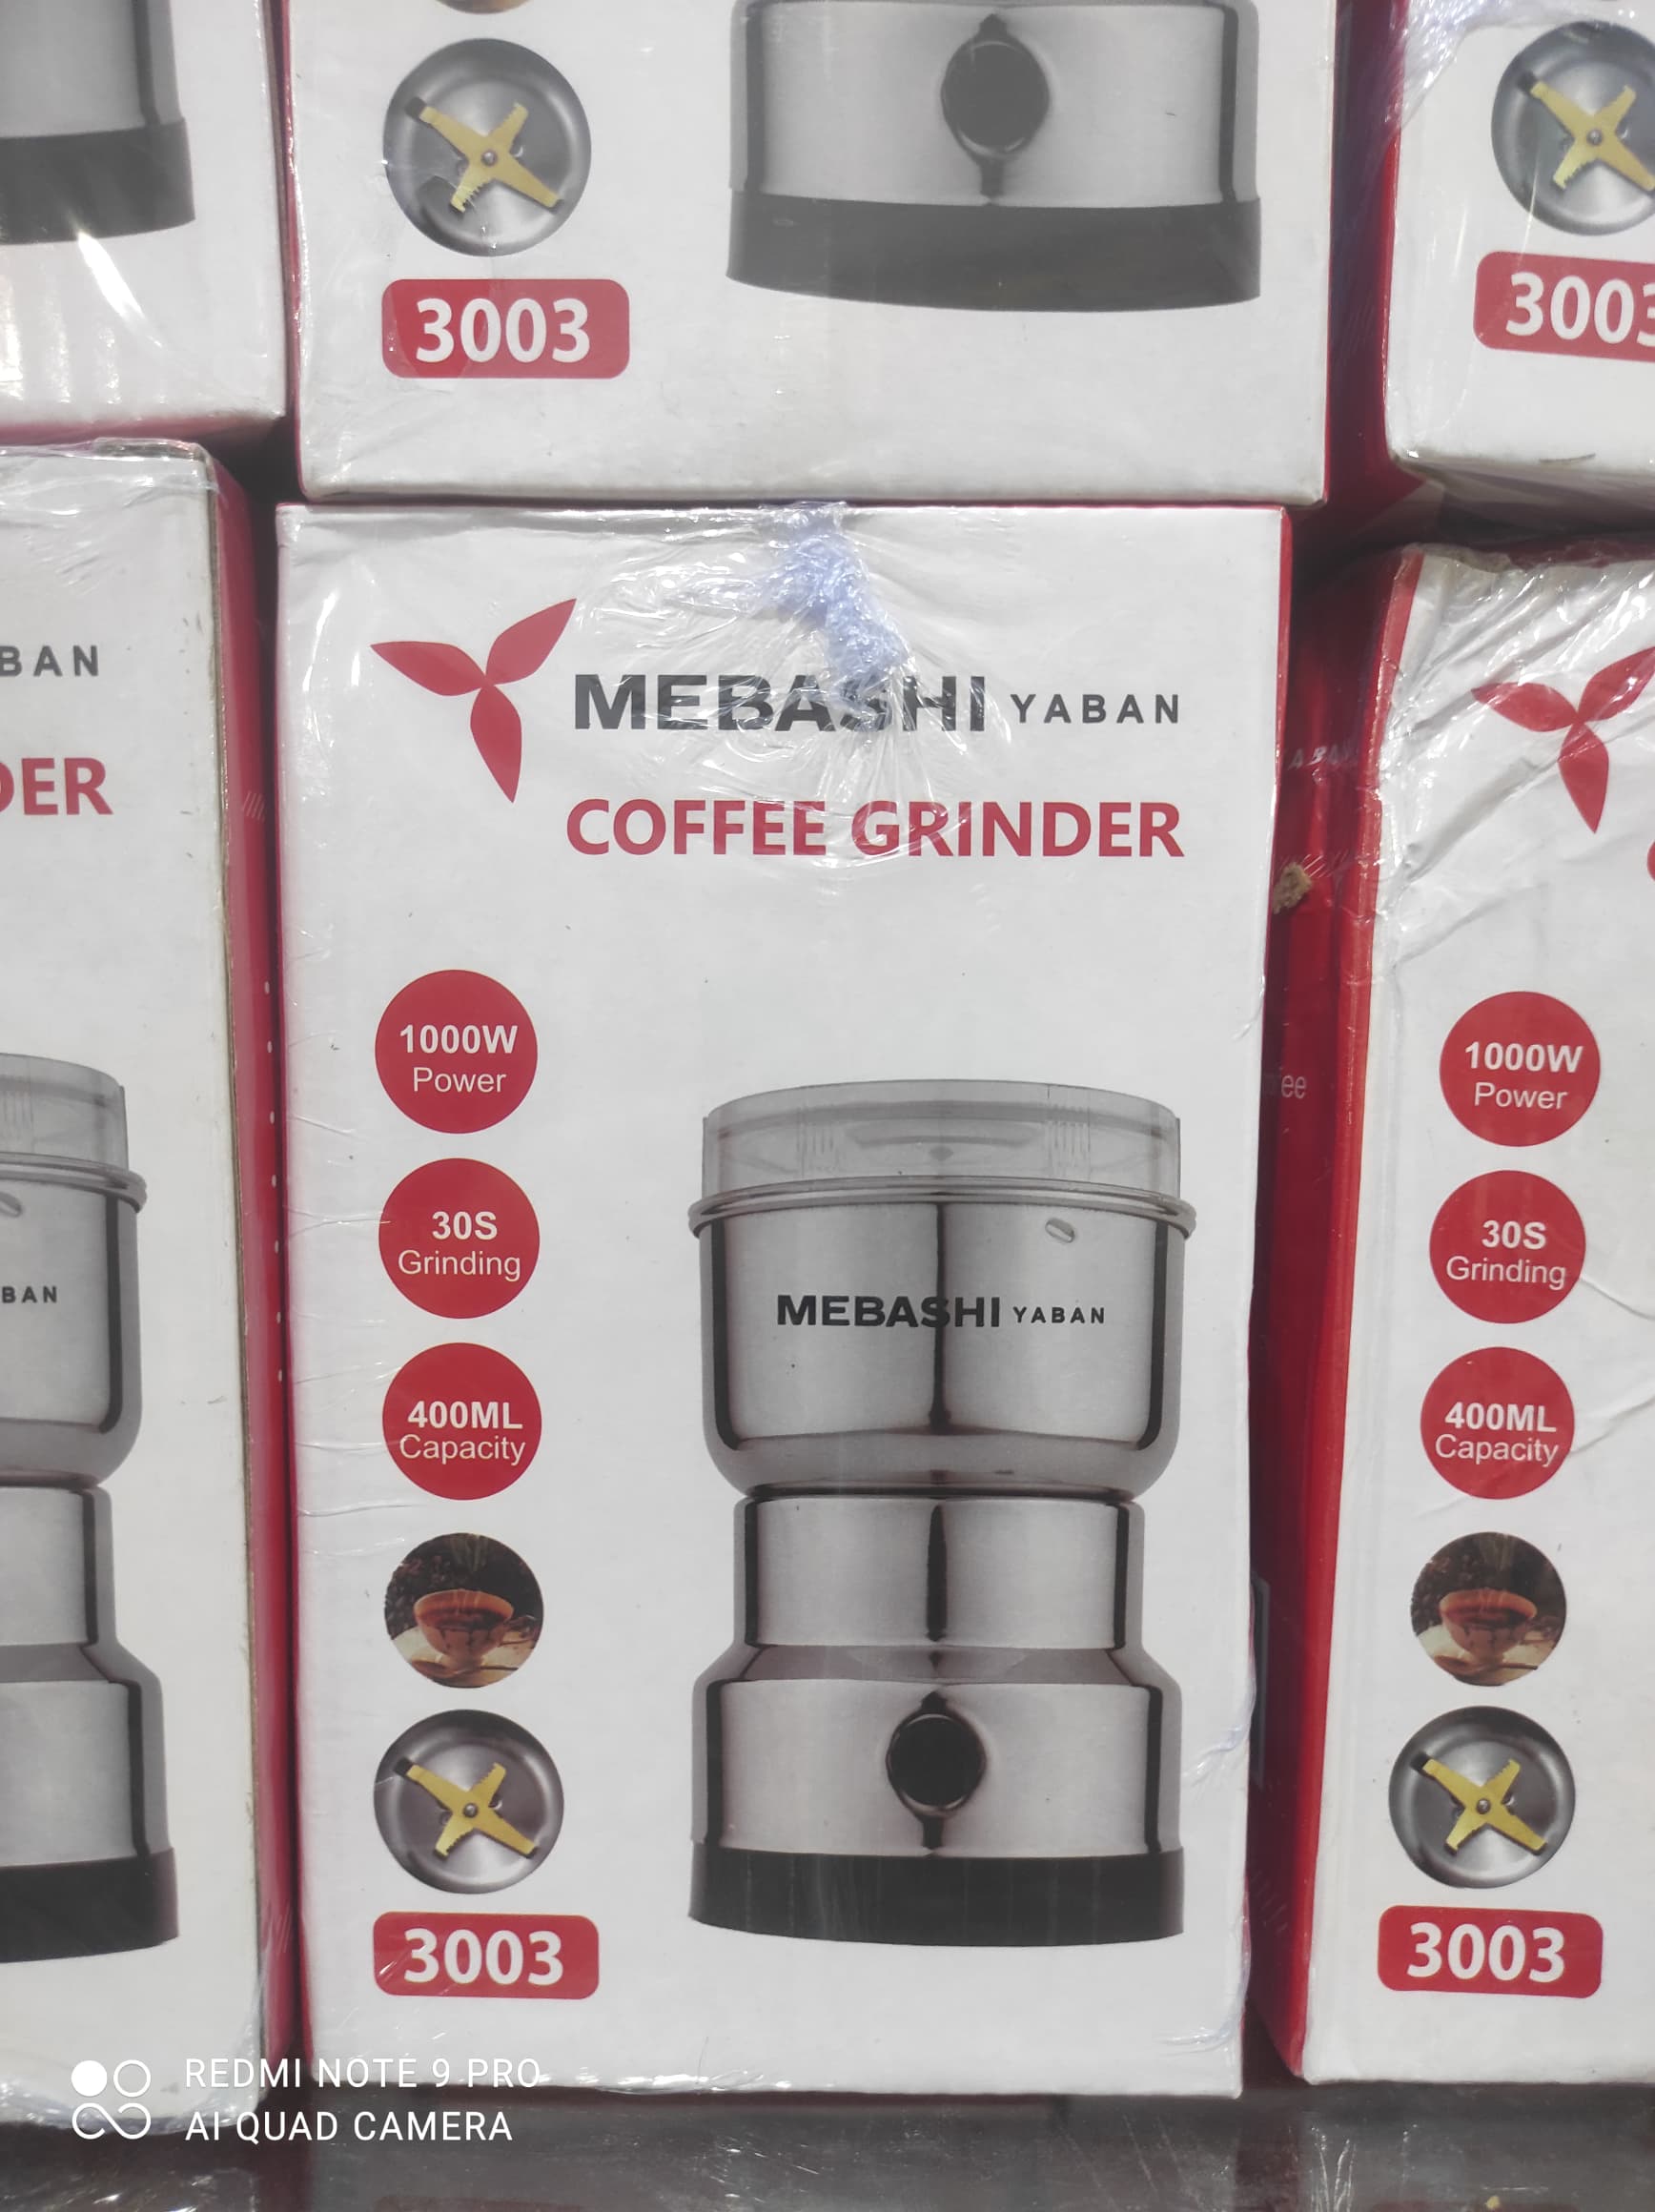 3003
3003
BAN
DER
MEBASHI YABAN
COFFEE GRINDER
1000W
Power
30S
Grinding
400ML
Capacity
MEBASHI YABAN
3003
BAN
1000W
Power
30S
Grinding
400ML
Capacity
3003
REDMI NOTE 9 PRO
AI QUAD CAMERA